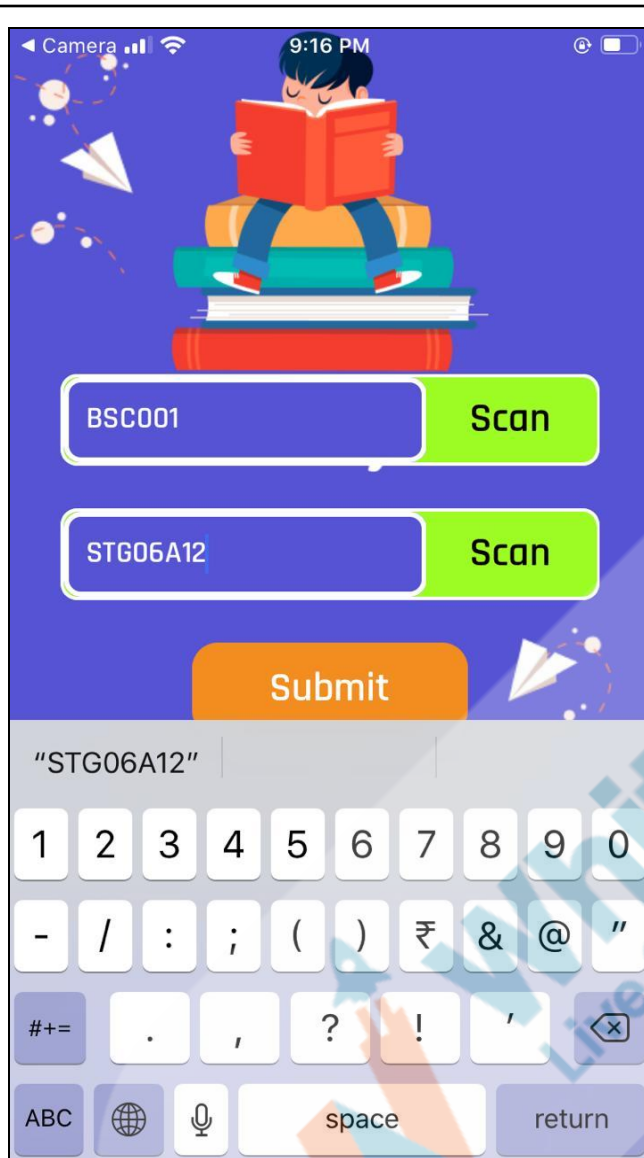 ◄ Camera 9:16 PM
BSC001 Scan
STG06A12 Scan
Submit
“STG06A12”
1 2 3 4 5 6 7 8 9 0
- / : ; ( ) ₹ & @ "
#+= . , ? ! '
ABC space return